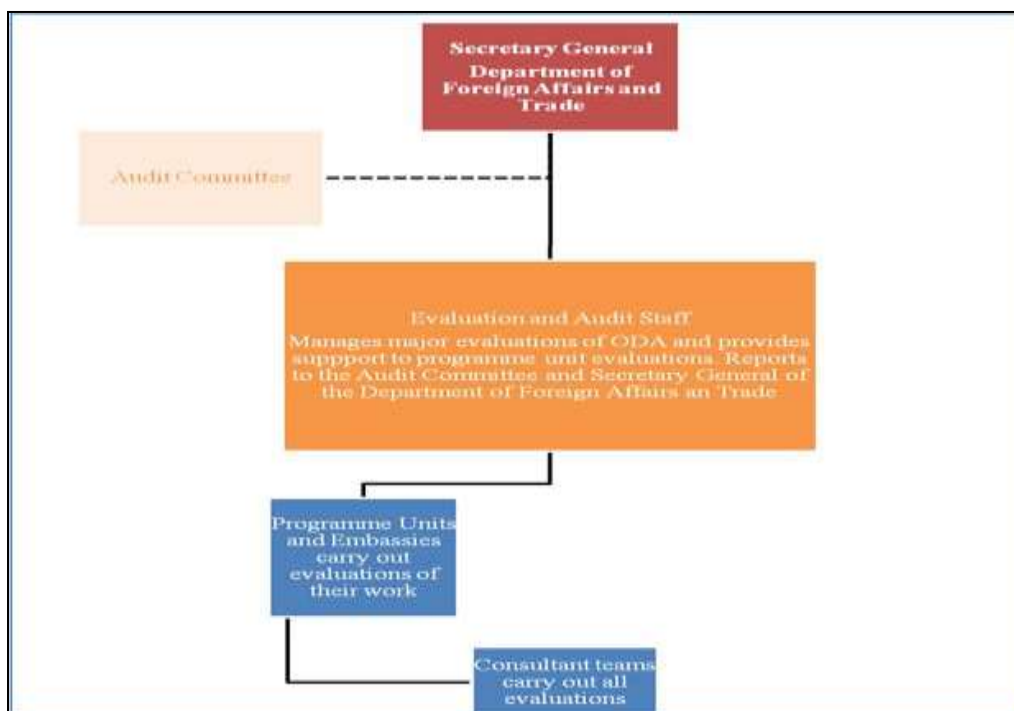 Secretary General
Department of
Foreign Affairs and
Trade
Audit Committee
Evaluation and Audit Staff
Manages major evaluations of ODA and provides
suppport to programme unit evaluations. Reports
to the Audit Committee and Secretary General of
the Department of Foreign Affairs an Trade
Programme Units
and Embassies
carry out
evaluations of
their work
Consultant teams
carry out all
evaluations